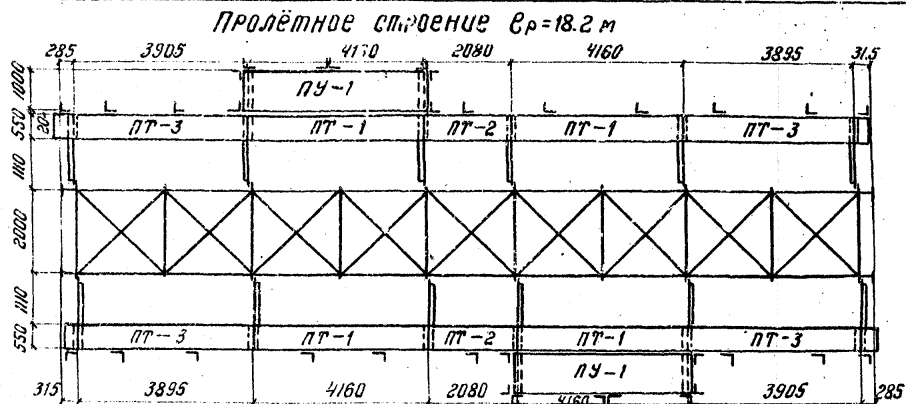 Пролётное строение ℓр=18.2 м
285 3905 4160 2080 4160 3895 315
1000
ПУ-1
550
ПТ-3 ПТ-1 ПТ-2 ПТ-1 ПТ-3
1110
2000
1110
550
ПТ-3 ПТ-1 ПТ-2 ПТ-1 ПТ-3
ПУ-1
315 3895 4160 2080 4160 3905 285